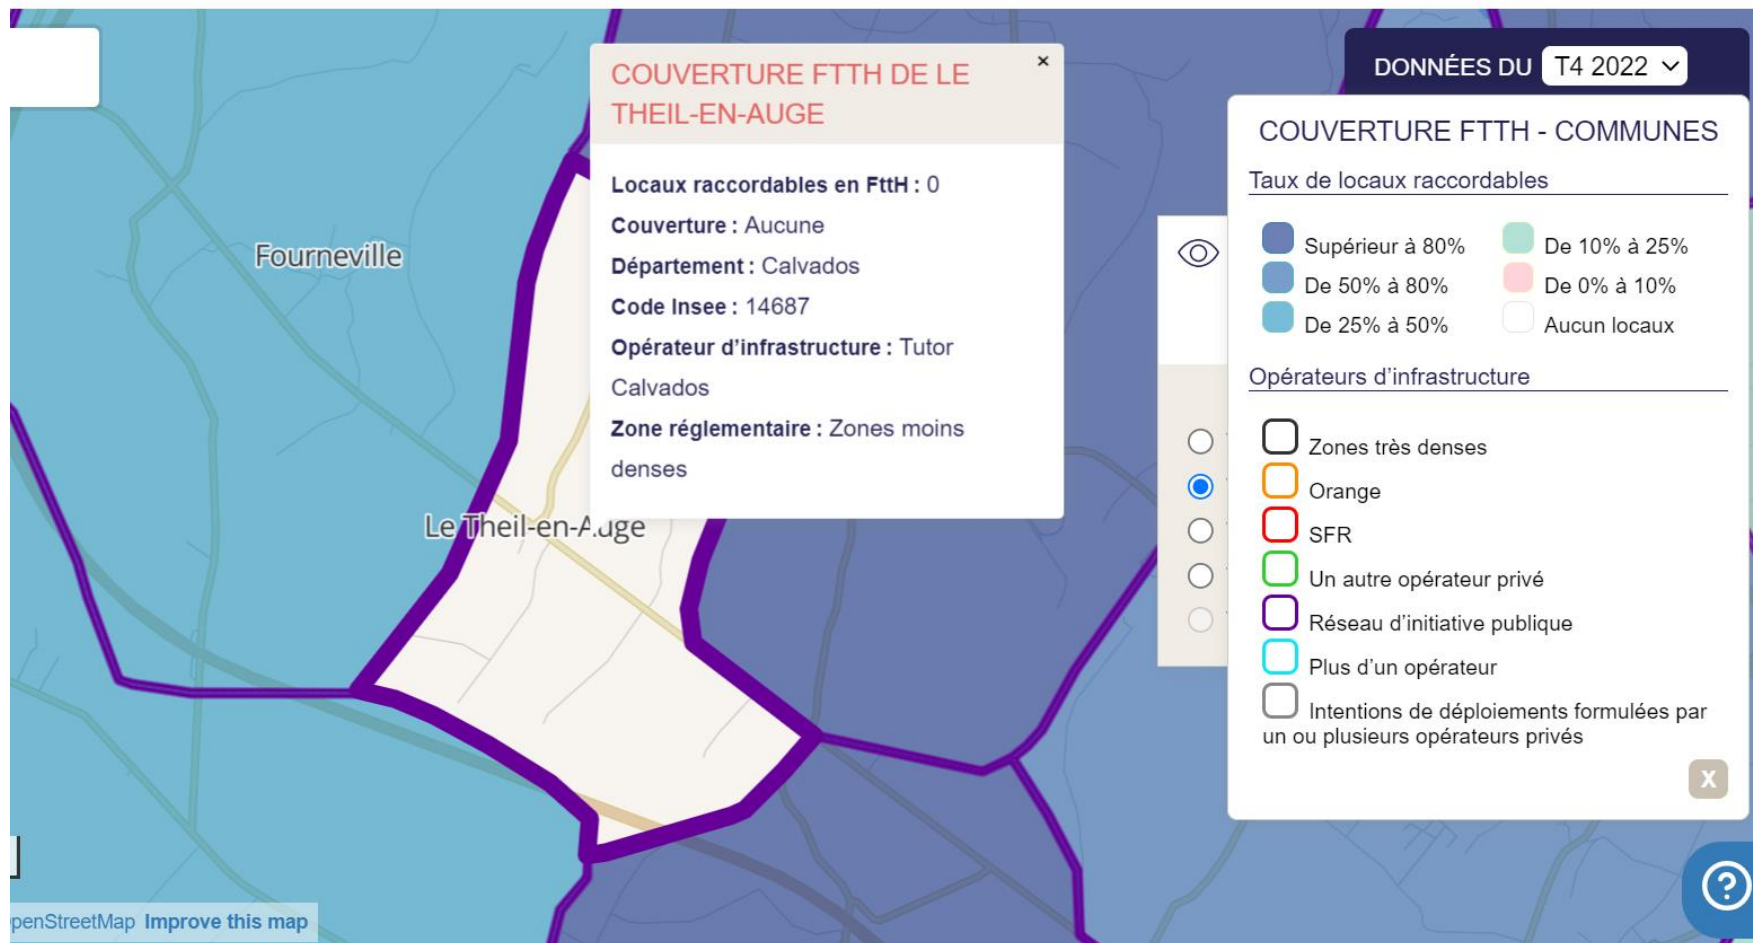 COUVERTURE FTTH DE LE
THEIL-EN-AUGE
×
Locaux raccordables en FttH : 0
Couverture : Aucune
Département : Calvados
Code Insee : 14687
Opérateur d’infrastructure : Tutor
Calvados
Zone réglementaire : Zones moins
denses
Fourneville
Le Theil-en-Auge
DONNÉES DU T4 2022
COUVERTURE FTTH - COMMUNES
Taux de locaux raccordables
Supérieur à 80%
De 10% à 25%
De 50% à 80%
De 0% à 10%
De 25% à 50%
Aucun locaux
Opérateurs d’infrastructure
Zones très denses
Orange
SFR
Un autre opérateur privé
Réseau d’initiative publique
Plus d’un opérateur
Intentions de déploiements formulées par
un ou plusieurs opérateurs privés
X
?
penStreetMap Improve this map